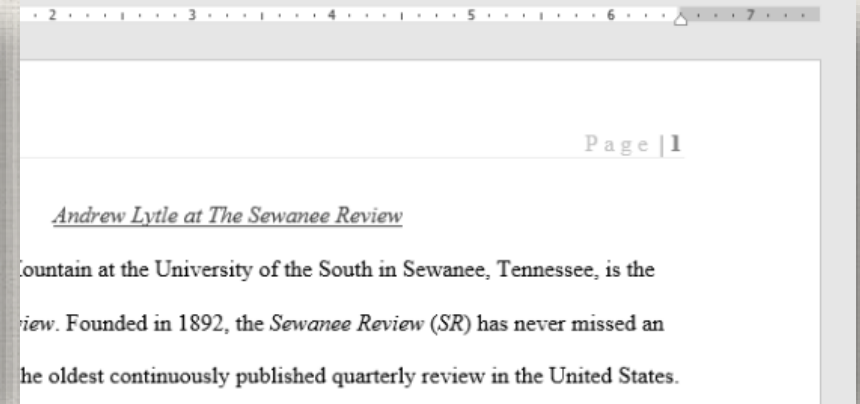 2 3 4 5 6 7
Page | 1
Andrew Lytle at The Sewanee Review
ountain at the University of the South in Sewanee, Tennessee, is the
iew. Founded in 1892, the Sewanee Review (SR) has never missed an
he oldest continuously published quarterly review in the United States.